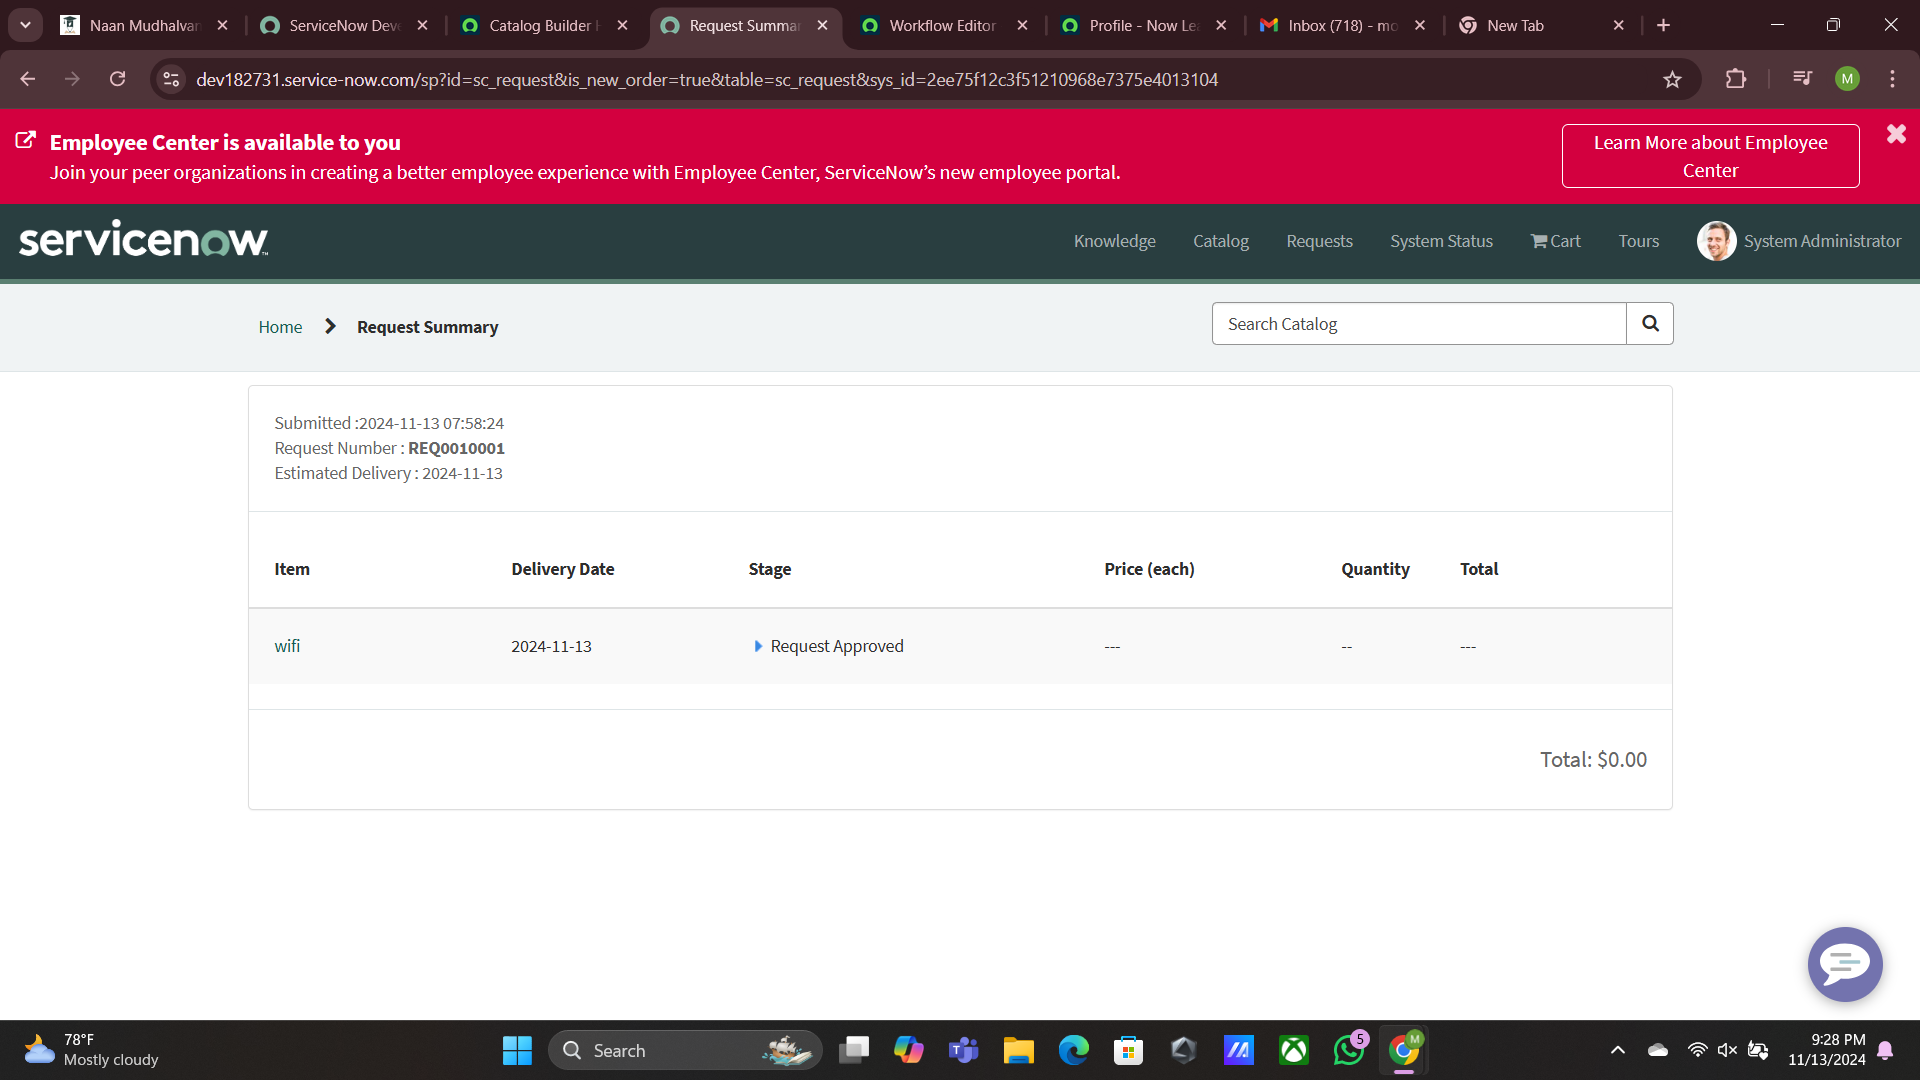 Naan Mudhalvan
ServiceNow Deve
Catalog Builder
Request Summar
Workflow Editor
Profile - Now Lea
Inbox (718) - mo
New Tab
dev182731.service-now.com/sp?id=sc_request&is_new_order=true&table=sc_request&sys_id=2ee75f12c3f51210968e7375e4013104
M
Employee Center is available to you
Join your peer organizations in creating a better employee experience with Employee Center, ServiceNow's new employee portal.
Learn More about Employee
Center
servicenow
Knowledge
Catalog
Requests
System Status
Cart
Tours
System Administrator
Home
Request Summary
Search Catalog
Submitted :2024-11-13 07:58:24
Request Number : REQ0010001
Estimated Delivery : 2024-11-13
Item Delivery Date Stage Price (each) Quantity Total
wifi 2024-11-13 Request Approved --- -- ---
Total: $0.00
78°F
Mostly cloudy
Search
5
M
9:28 PM
11/13/2024